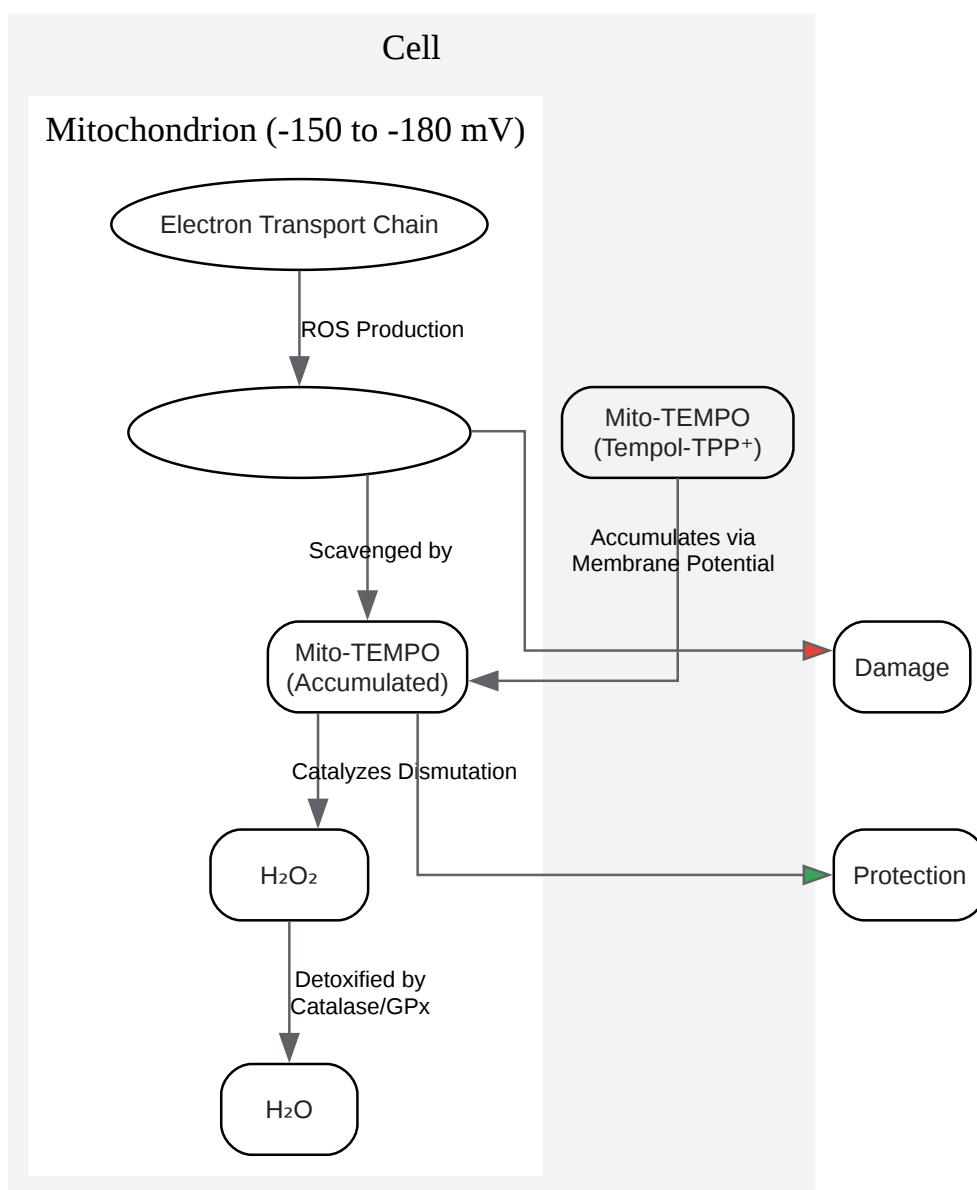 Cell
Mitochondrion (-150 to -180 mV)
Electron Transport Chain
ROS Production
Mito-TEMPO
(Tempol-TPP⁺)
Scavenged by
Accumulates via
Membrane Potential
Mito-TEMPO
(Accumulated)
Damage
Catalyzes Dismutation
H₂O₂
Protection
Detoxified by
Catalase/GPx
H₂O